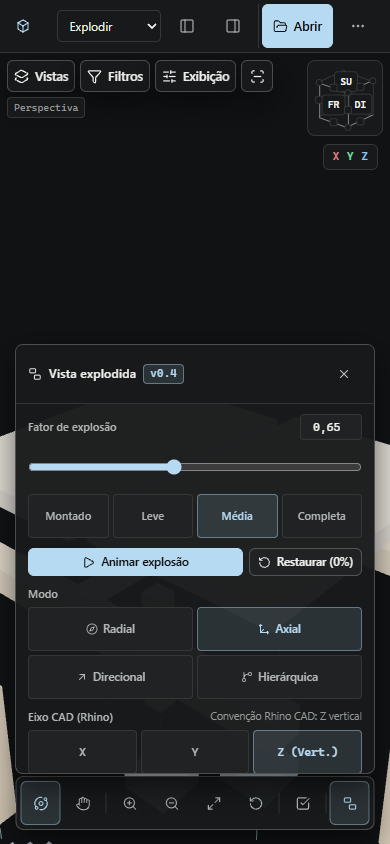 Explodir
Abrir
Vistas
Filtros
Exibição
Perspectiva
SU
FR
DI
X Y Z
Vista explodida v0.4
Fator de explosão 0,65
Montado
Leve
Média
Completa
Animar explosão
Restaurar (0%)
Modo
Radial
Axial
Direcional
Hierárquica
Eixo CAD (Rhino) Convenção Rhino CAD: Z vertical
X
Y
Z (Vert.)